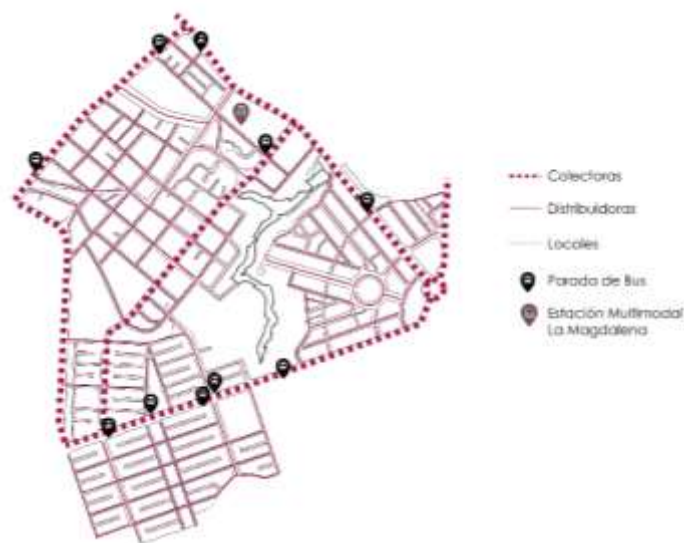 Colectoras
Distribuidoras
Locales
Parada de Bus
Estación Multimodal
La Magdalena